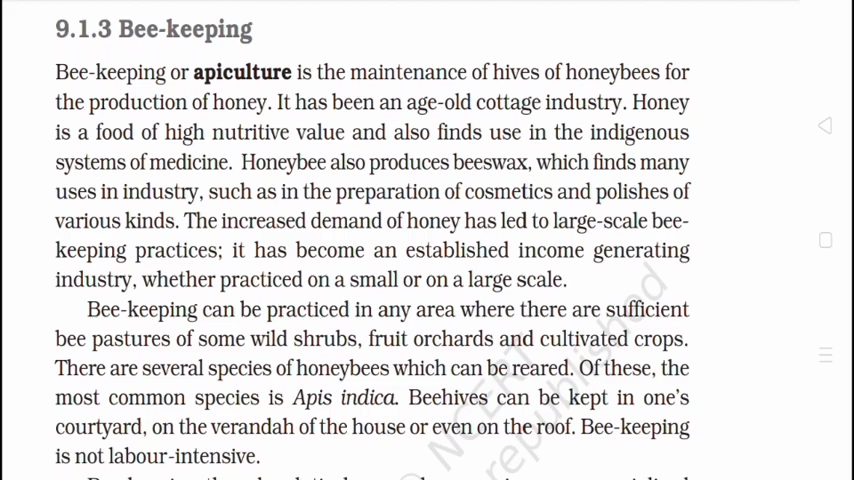 9.1.3 Bee-keeping
Bee-keeping or apiculture is the maintenance of hives of honeybees for
the production of honey. It has been an age-old cottage industry. Honey
is a food of high nutritive value and also finds use in the indigenous
systems of medicine. Honeybee also produces beeswax, which finds many
uses in industry, such as in the preparation of cosmetics and polishes of
various kinds. The increased demand of honey has led to large-scale bee-
keeping practices; it has become an established income generating
industry, whether practiced on a small or on a large scale.
Bee-keeping can be practiced in any area where there are sufficient
bee pastures of some wild shrubs, fruit orchards and cultivated crops.
There are several species of honeybees which can be reared. Of these, the
most common species is Apis indica. Beehives can be kept in one's
courtyard, on the verandah of the house or even on the roof. Bee-keeping
is not labour-intensive.
© NCERT
republished